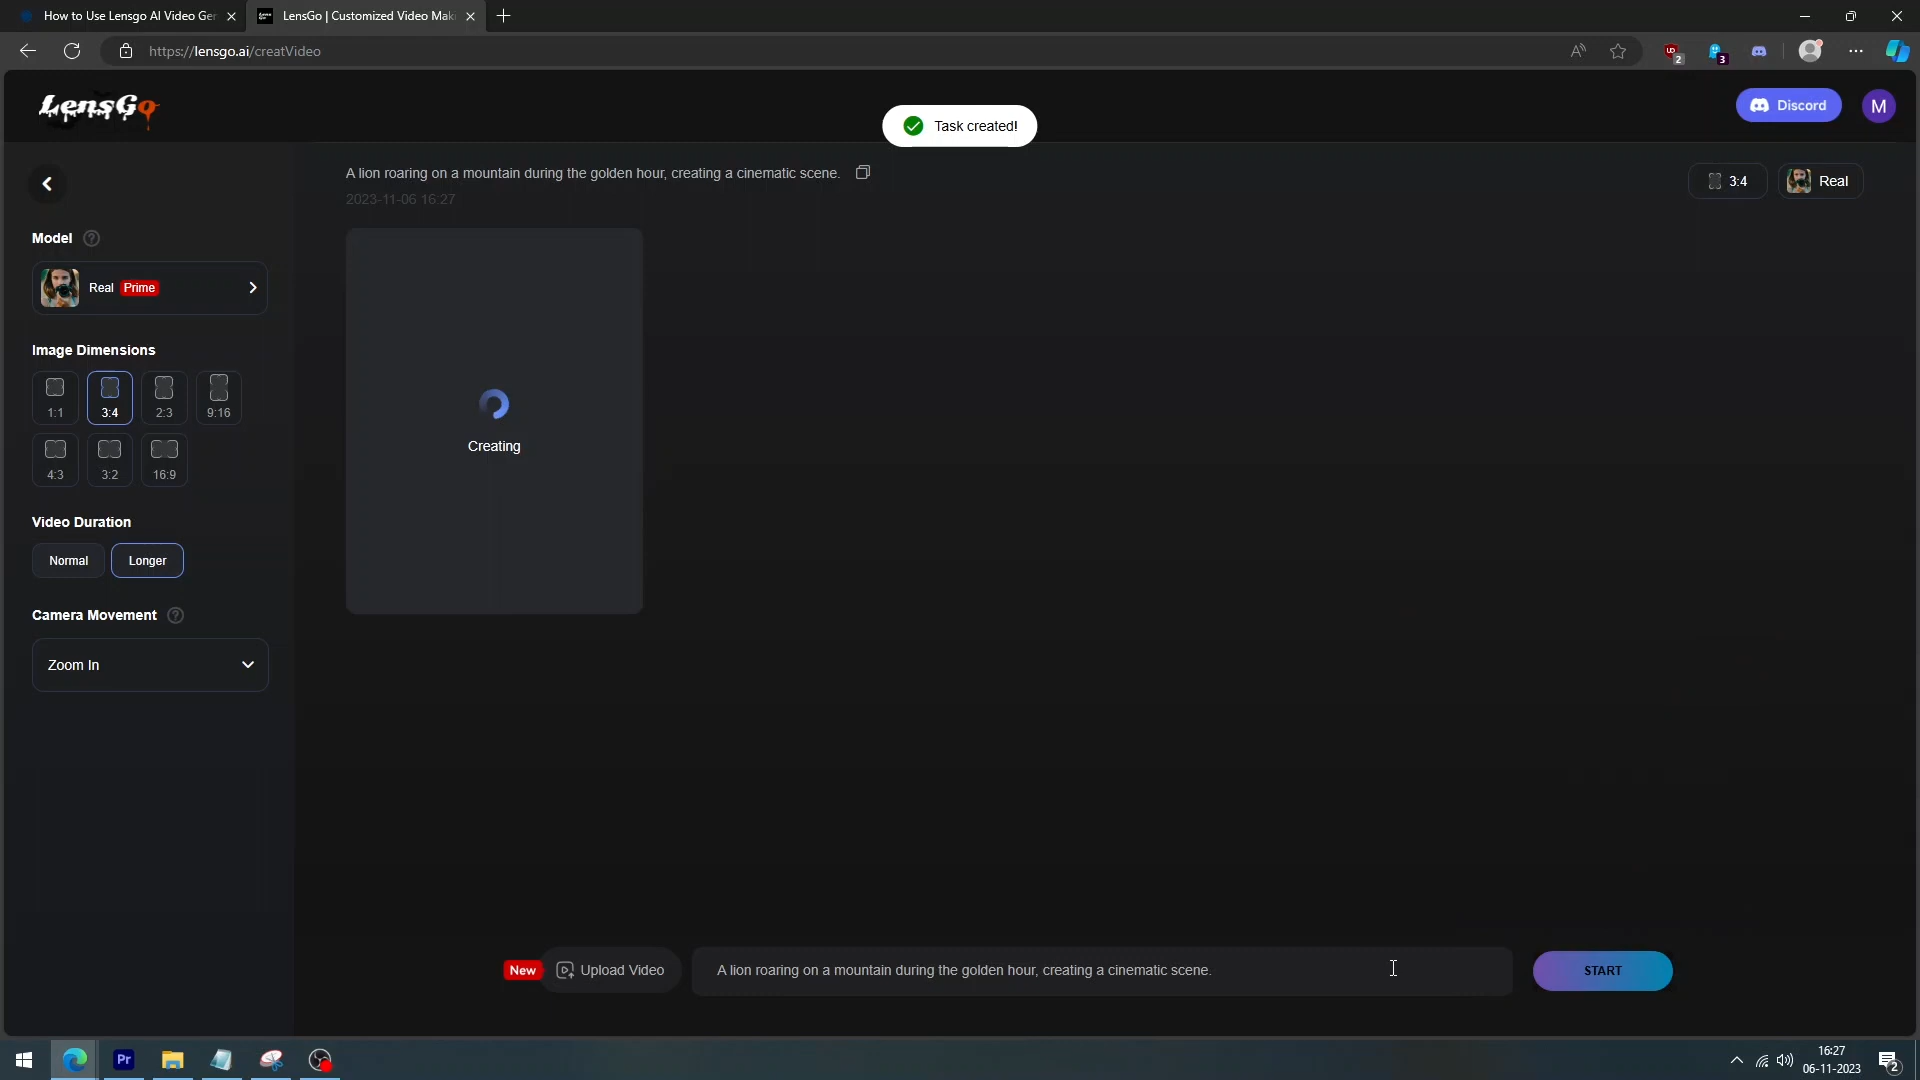 How to Use Lensgo AI Video Ger
LensGo | Customized Video Mak
https://lensgo.ai/creatVideo
2
3
LensGo
Task created!
Discord
M
A lion roaring on a mountain during the golden hour, creating a cinematic scene.
2023-11-06 16:27
3:4
Real
Model
Real Prime
Image Dimensions
1:1
3:4
2:3
9:16
4:3
3:2
16:9
Video Duration
Normal
Longer
Camera Movement
Zoom In
Creating
New
Upload Video
A lion roaring on a mountain during the golden hour, creating a cinematic scene.
START
Pr
16:27
06-11-2023
2